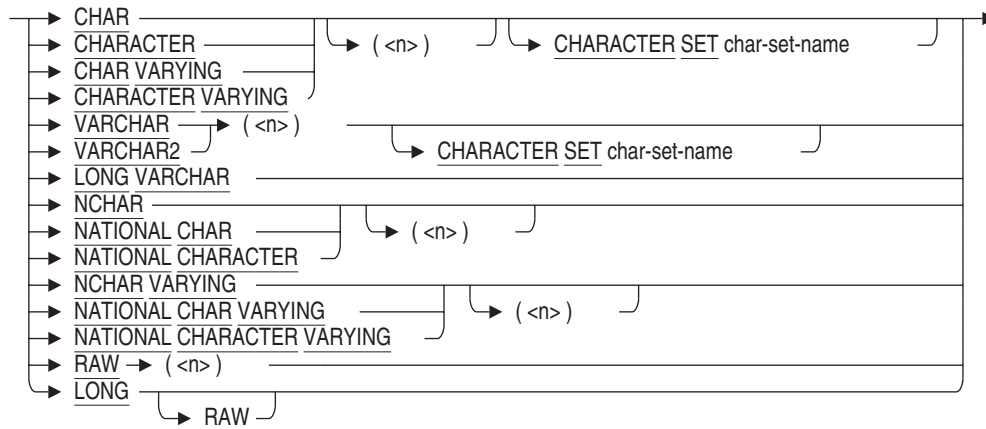 CHAR
CHARACTER ( <n> ) CHARACTER SET char-set-name
CHAR VARYING
CHARACTER VARYING
VARCHAR ( <n> )
VARCHAR2 CHARACTER SET char-set-name
LONG VARCHAR
NCHAR
NATIONAL CHAR ( <n> )
NATIONAL CHARACTER
NCHAR VARYING
NATIONAL CHAR VARYING ( <n> )
NATIONAL CHARACTER VARYING
RAW ( <n> )
LONG
RAW